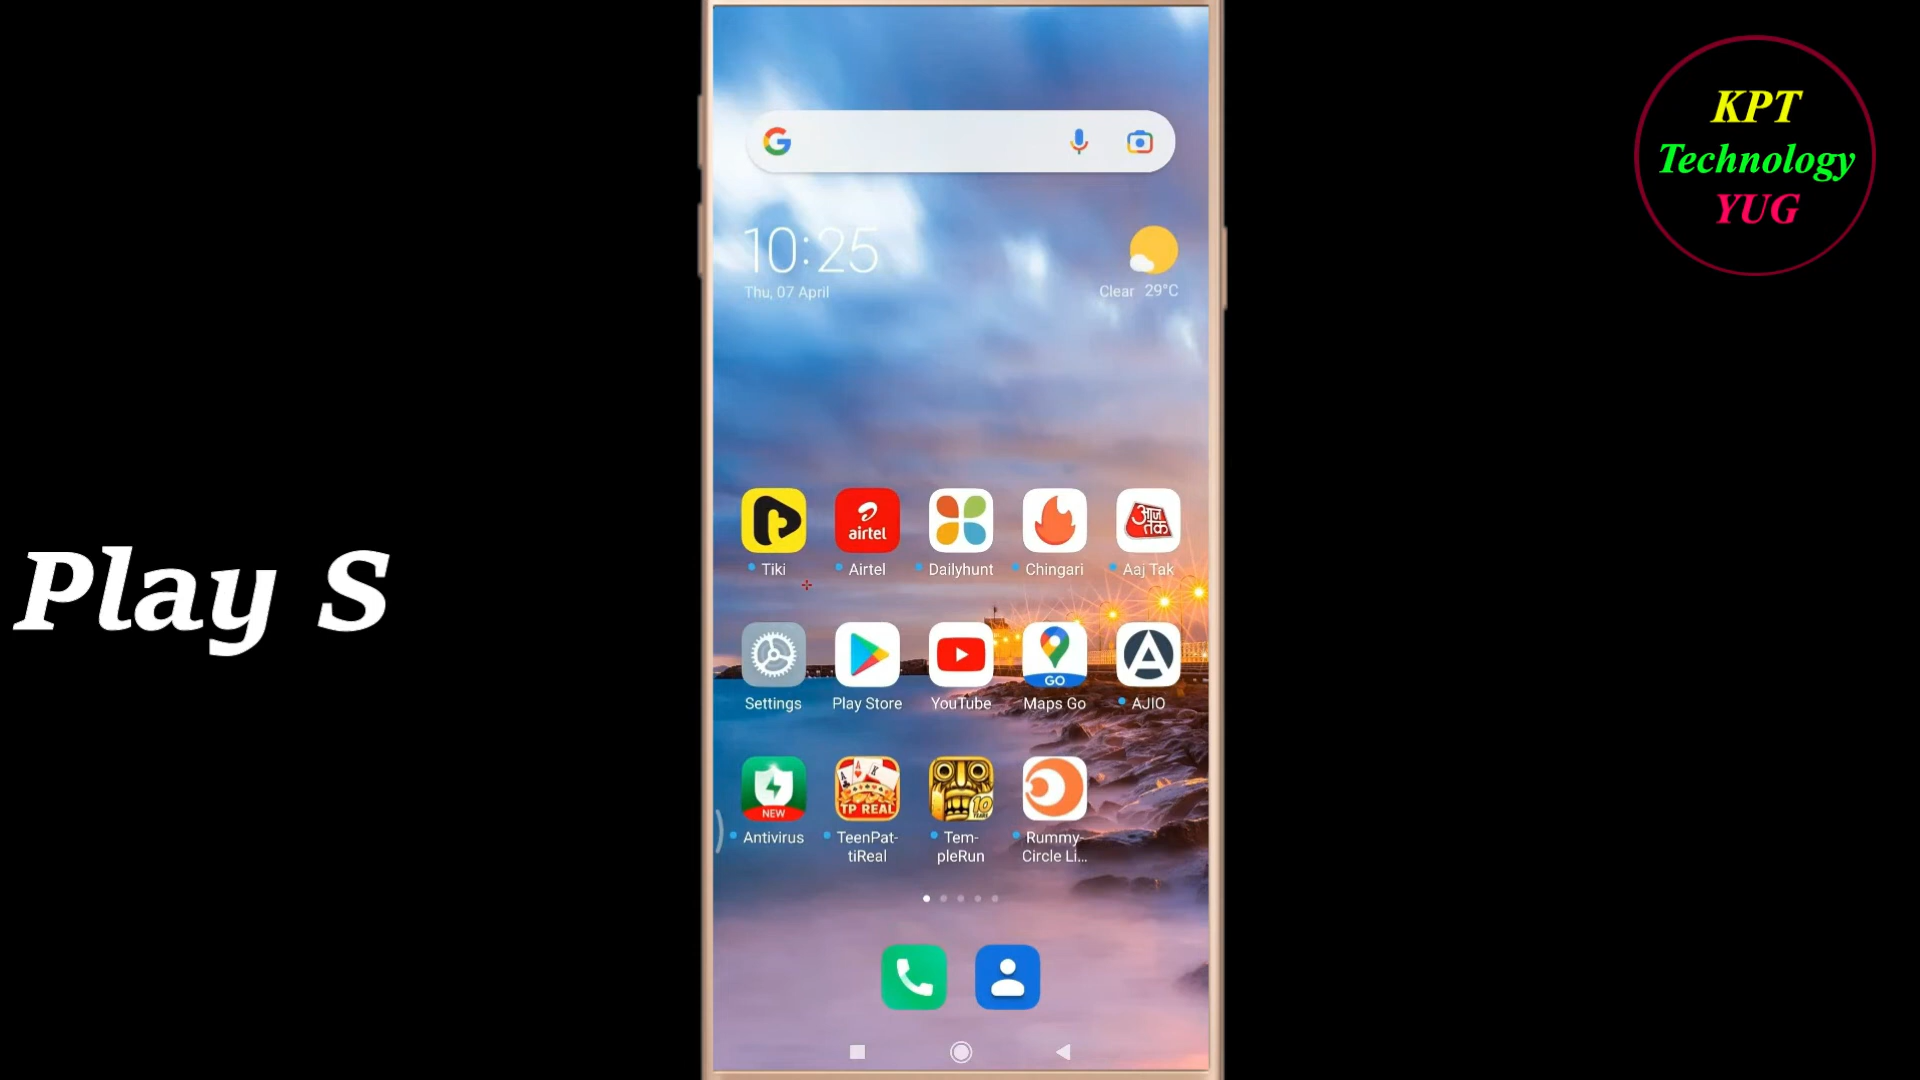 KPT
Technology
YUG
10:25
Thu, 07 April
Clear 29°C
airtel
आज
तक
Tiki
Airtel
Dailyhunt
Chingari
Aaj Tak
Play S
GO
Settings
Play Store
YouTube
Maps Go
AJIO
NEW
A A K
TP REAL
10
YEARS
Antivirus
TeenPat-
tiReal
Tem-
pleRun
Rummy-
Circle Li...